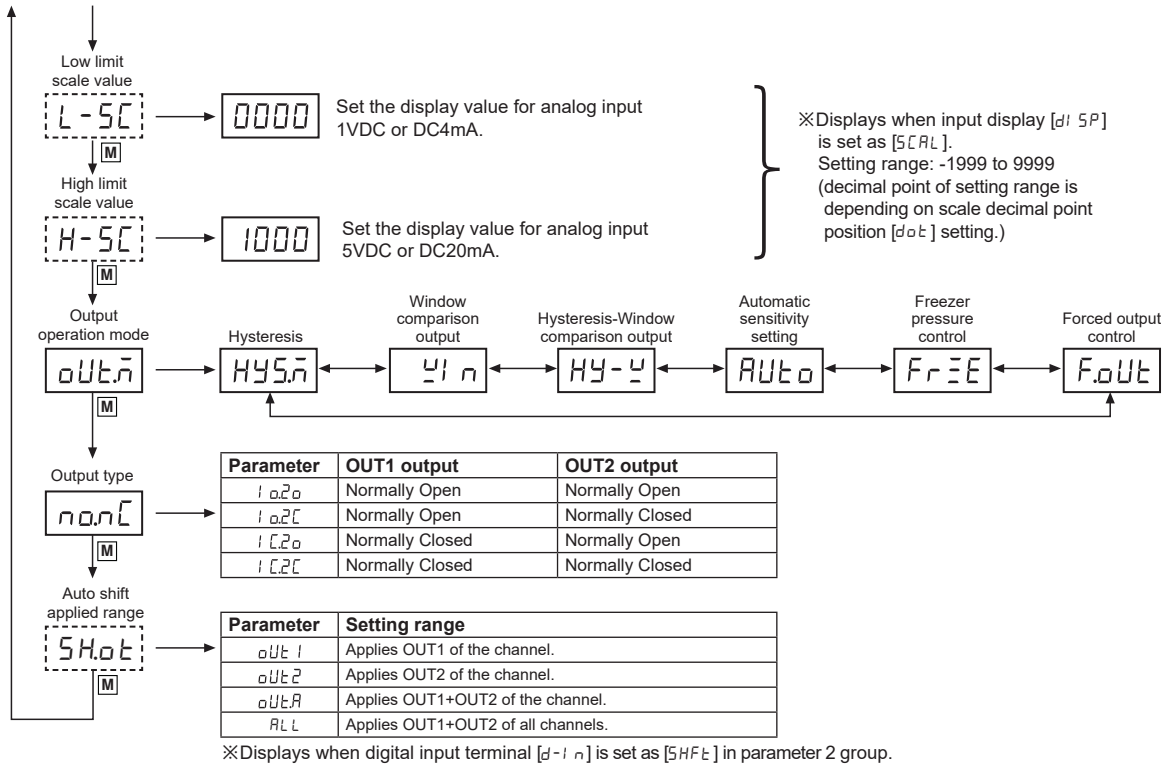 Low limit
scale value
L-SC
0000
Set the display value for analog input
1VDC or DC4mA.
※Displays when input display [dISP]
is set as [SCAL].
Setting range: -1999 to 9999
(decimal point of setting range is
depending on scale decimal point
position [dot] setting.)
M
High limit
scale value
H-SC
1000
Set the display value for analog input
5VDC or DC20mA.
M
Output
operation mode
oUt.m
Hysteresis
HYS.m
Window
comparison
output
WIn
Hysteresis-Window
comparison output
HY-W
Automatic
sensitivity
setting
AUto
Freezer
pressure
control
FrZE
Forced output
control
F.oUt
M
Output type
no.nC
Parameter OUT1 output OUT2 output
1o.2o Normally Open Normally Open
1o.2C Normally Open Normally Closed
1C.2o Normally Closed Normally Open
1C.2C Normally Closed Normally Closed
M
Auto shift
applied range
SH.ot
Parameter Setting range
oUt1 Applies OUT1 of the channel.
oUt2 Applies OUT2 of the channel.
oUt.A Applies OUT1+OUT2 of the channel.
ALL Applies OUT1+OUT2 of all channels.
M
※Displays when digital input terminal [d-In] is set as [SHFt] in parameter 2 group.